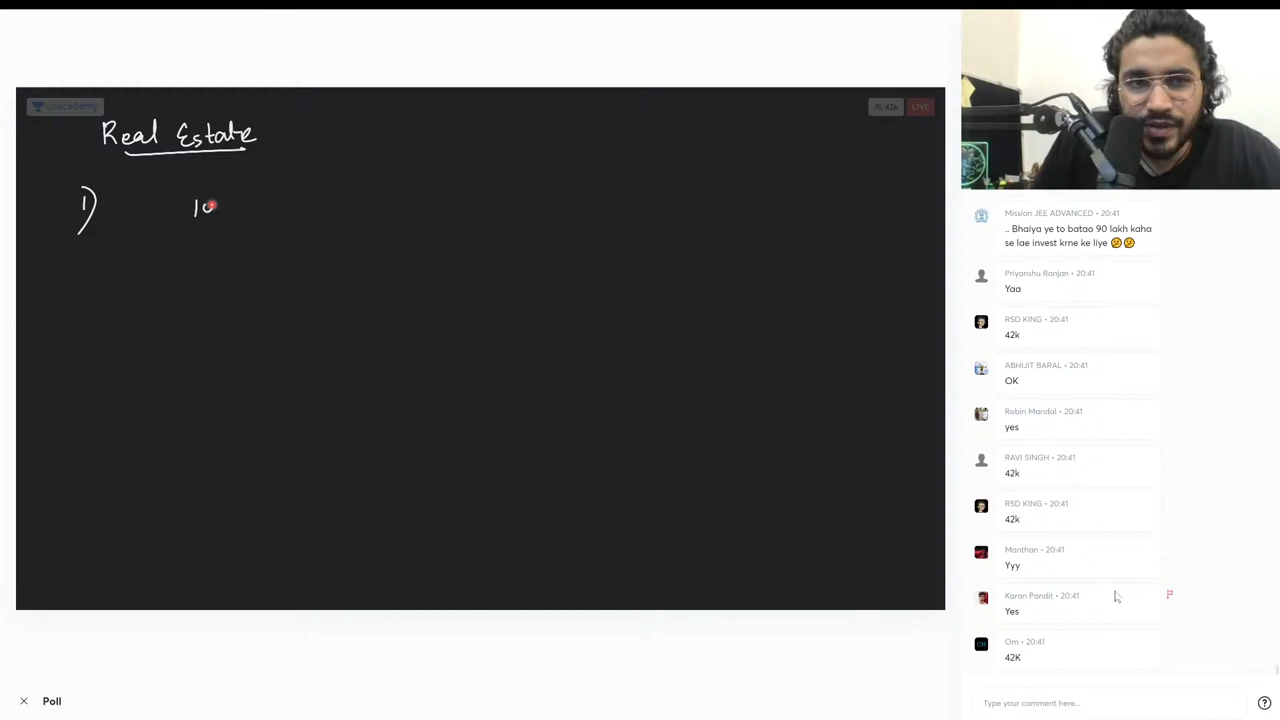 unacademy
42k
LIVE
Real Estate
1) 10
Mission JEE ADVANCED • 20:41
.. Bhaiya ye to batao 90 lakh kaha
se lae invest krne ke liye 🤔🤔
Priyanshu Ranjan • 20:41
Yaa
RSD KING • 20:41
42k
ABHIJIT BARAL • 20:41
OK
Robin Mandal • 20:41
yes
RAVI SINGH • 20:41
42k
RSD KING • 20:41
42k
Manthan • 20:41
Yyy
Karan Pandit • 20:41
Yes
Om • 20:41
42K
Poll
Type your comment here...